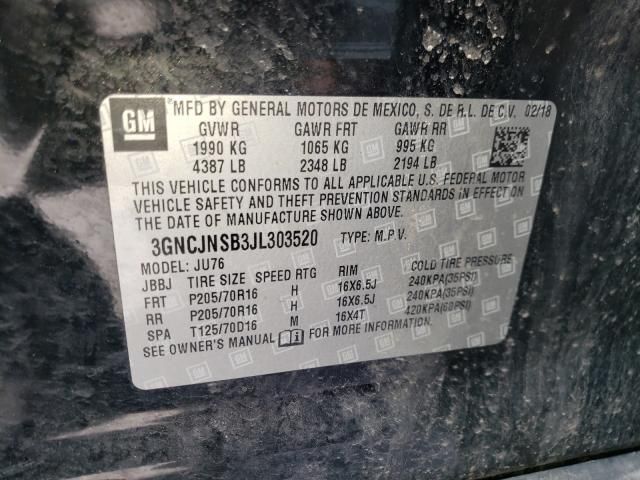 GM
MFD BY GENERAL MOTORS DE MEXICO, S. DE R.L. DE C.V. 02/18
GVWR GAWR FRT GAWR RR
1990 KG 1065 KG 995 KG
4387 LB 2348 LB 2194 LB
THIS VEHICLE CONFORMS TO ALL APPLICABLE U.S. FEDERAL MOTOR
VEHICLE SAFETY AND THEFT PREVENTION STANDARDS IN EFFECT ON
THE DATE OF MANUFACTURE SHOWN ABOVE.
3GNCJNSB3JL303520 TYPE: M.P.V.
MODEL: JU76
JBBJ TIRE SIZE SPEED RTG RIM COLD TIRE PRESSURE
FRT P205/70R16 H 16X6.5J 240KPA(35PSI)
RR P205/70R16 H 16X6.5J 240KPA(35PSI)
SPA T125/70D16 M 16X4T 420KPA(60PSI)
SEE OWNER'S MANUAL FOR MORE INFORMATION